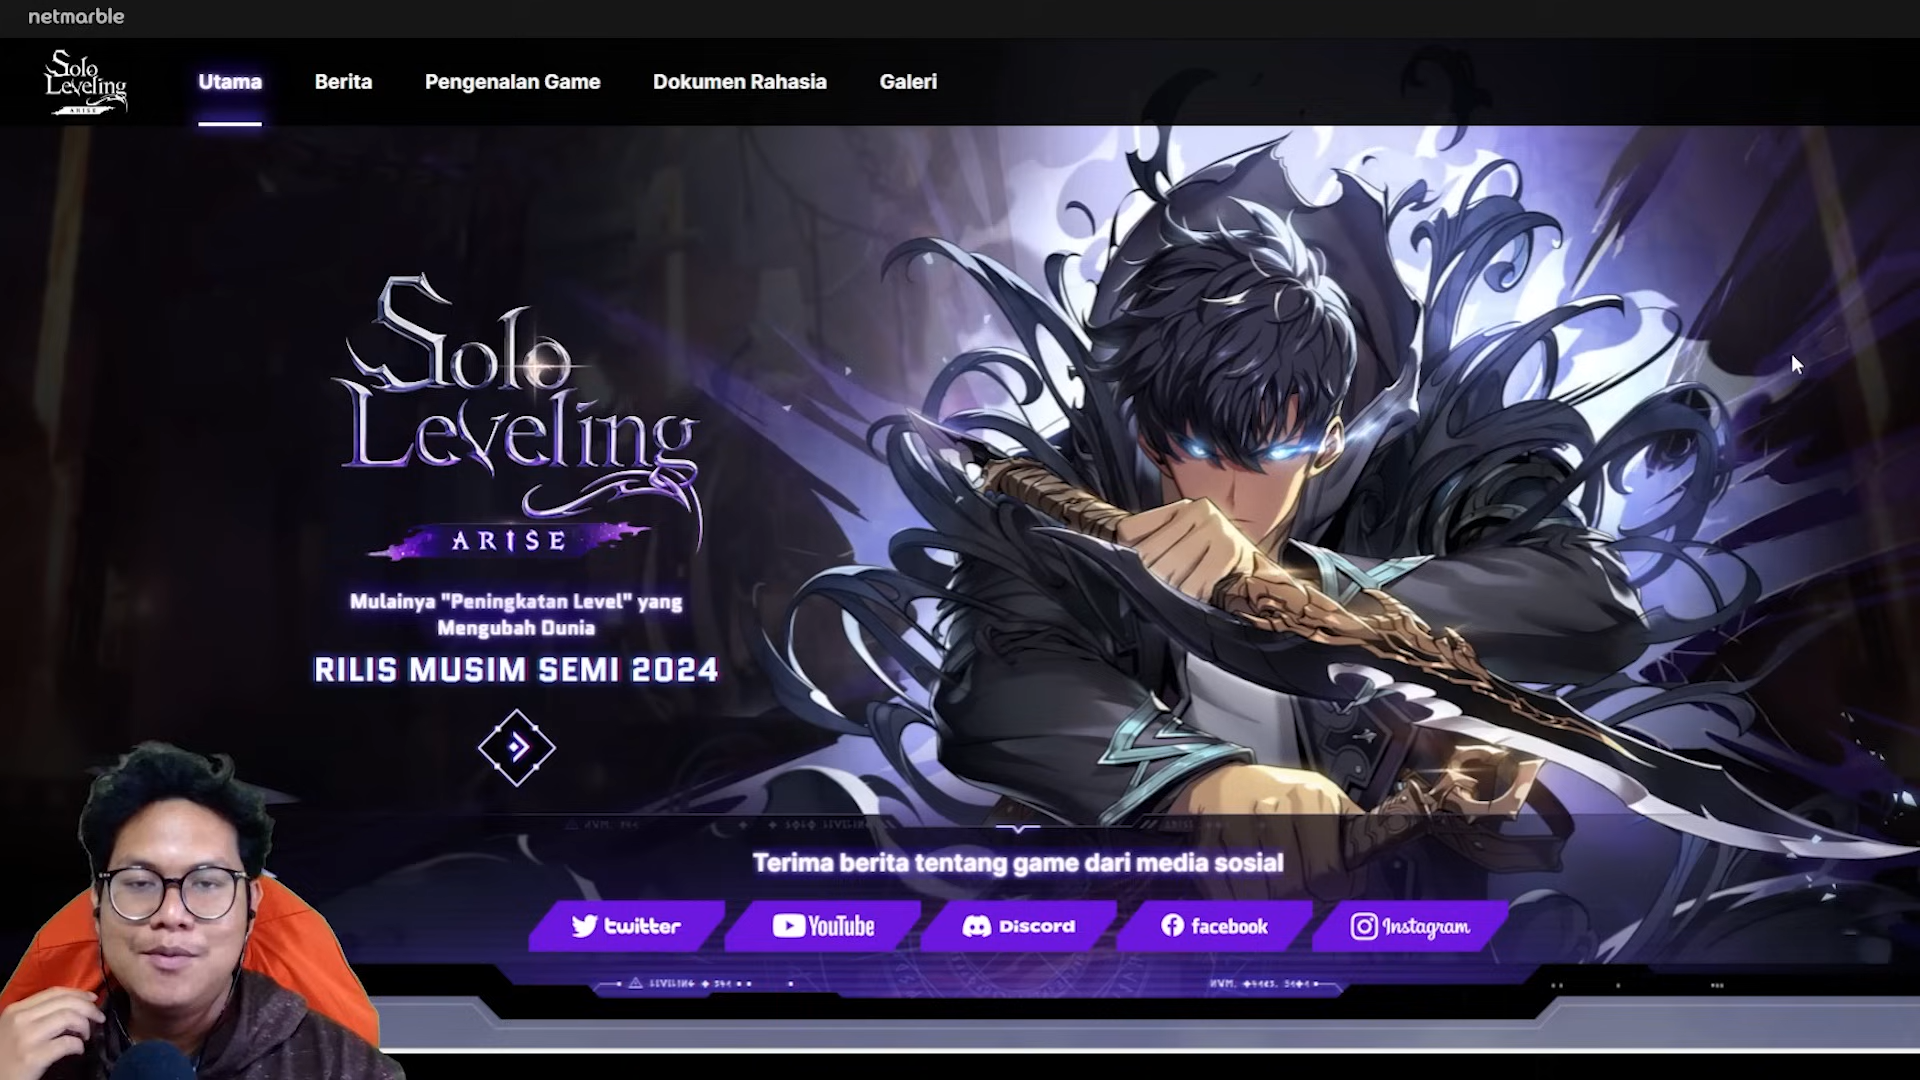 netmarble
Solo
Leveling
ARISE
Utama
Berita
Pengenalan Game
Dokumen Rahasia
Galeri
Solo
Leveling
ARISE
Mulainya "Peningkatan Level" yang
Mengubah Dunia
RILIS MUSIM SEMI 2024
Terima berita tentang game dari media sosial
twitter
YouTube
Discord
facebook
Instagram